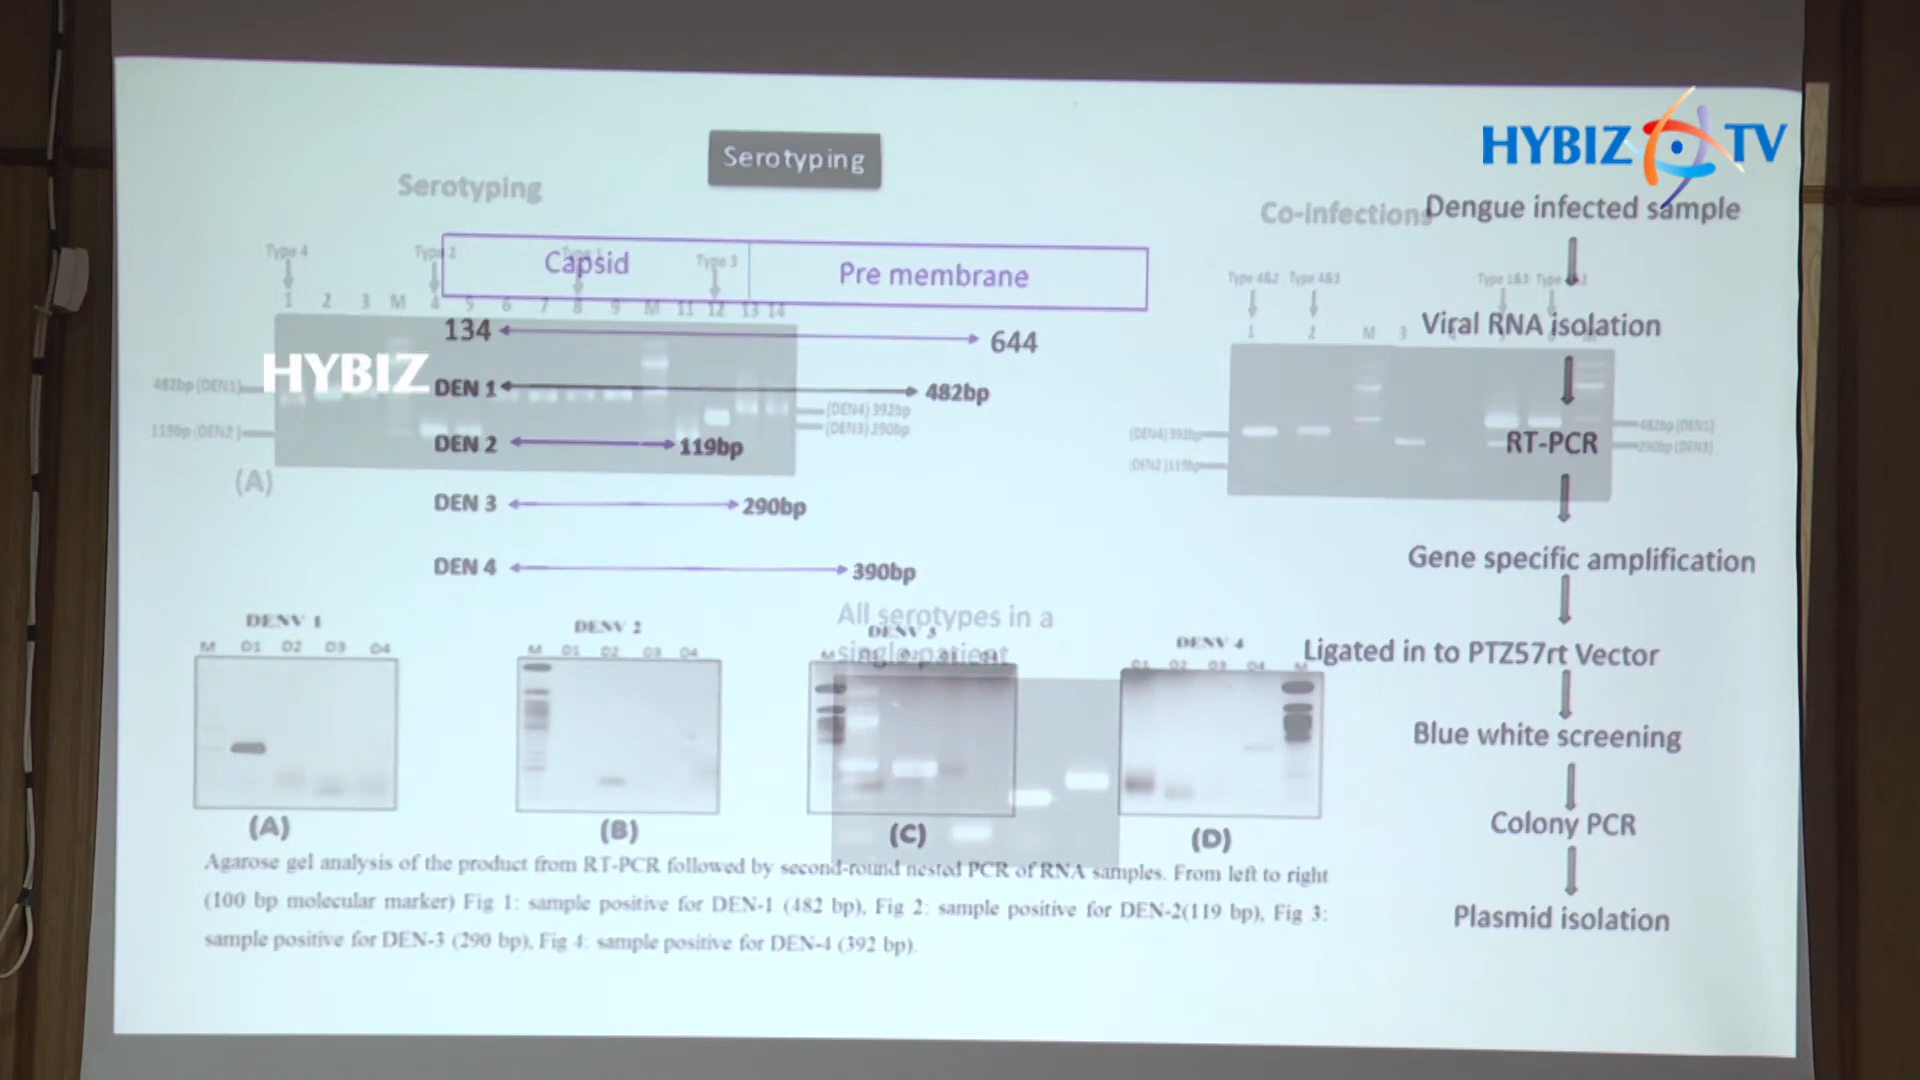 HYBIZ TV
Serotyping
Serotyping
Co-infections
Dengue infected sample
Type 4
Type 2
Type 3
Capsid
Pre membrane
Type 4&2
Type 4&3
Type 1&3
1 2 3 M 4 5 6 7 8 9 M 11 12 13 14
1 2 M 3
134
644
Viral RNA isolation
HYBIZ
482bp (DEN1)
DEN 1
482bp
(DEN4) 392bp
(DEN3) 290bp
119bp (DEN2)
DEN 2
119bp
(DEN4) 392bp
(DEN2) 119bp
482bp (DEN1)
290bp (DEN3)
RT-PCR
(A)
DEN 3
290bp
Gene specific amplification
DEN 4
390bp
All serotypes in a
single patient
DENV 1
M 01 02 03 04
DENV 2
M 01 02 03 04
DENV 3
DENV 4
01 02 03 04 M
Ligated in to PTZ57rt Vector
Blue white screening
Colony PCR
Plasmid isolation
(A)
(B)
(C)
(D)
Agarose gel analysis of the product from RT-PCR followed by second-round nested PCR of RNA samples. From left to right
(100 bp molecular marker) Fig 1: sample positive for DEN-1 (482 bp), Fig 2: sample positive for DEN-2(119 bp), Fig 3:
sample positive for DEN-3 (290 bp), Fig 4: sample positive for DEN-4 (392 bp).